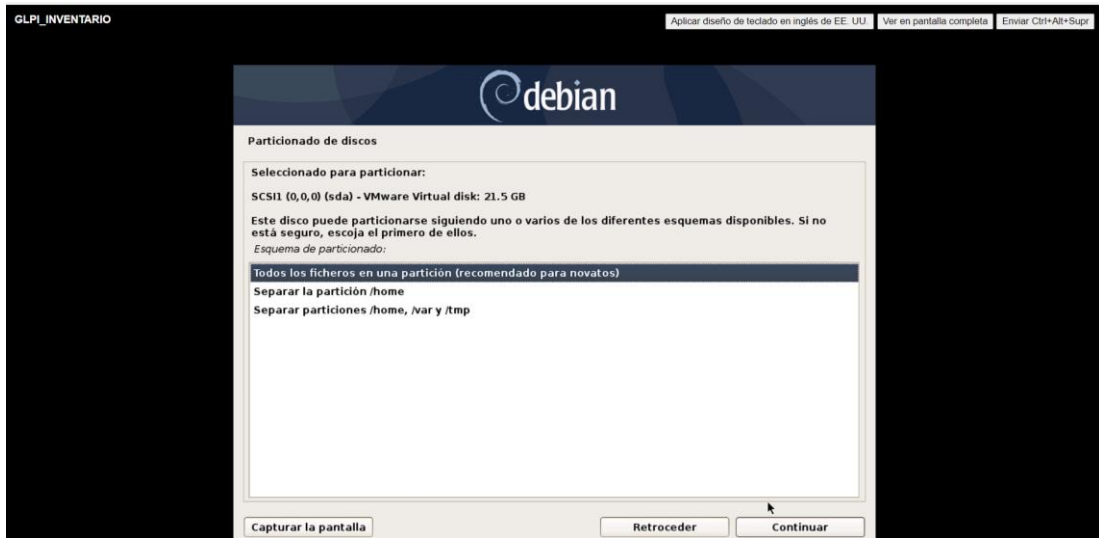 GLPI_INVENTARIO
Aplicar diseño de teclado en inglés de EE. UU.
Ver en pantalla completa
Enviar Ctrl+Alt+Supr
debian
Particionado de discos
Seleccionado para particionar:
SCSI1 (0,0,0) (sda) - VMware Virtual disk: 21.5 GB
Este disco puede particionarse siguiendo uno o varios de los diferentes esquemas disponibles. Si no
está seguro, escoja el primero de ellos.
Esquema de particionado:
Todos los ficheros en una partición (recomendado para novatos)
Separar la partición /home
Separar particiones /home, /var y /tmp
Capturar la pantalla
Retroceder
Continuar